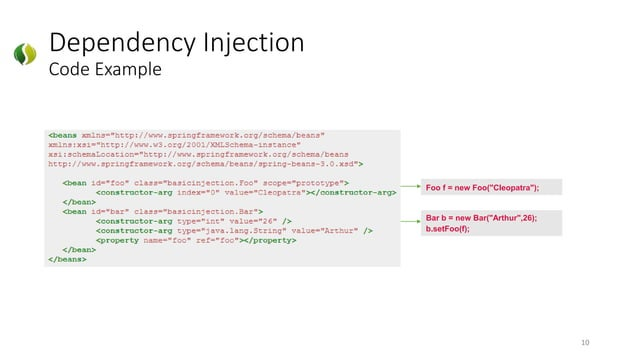 Dependency Injection
Code Example
<beans xmlns="http://www.springframework.org/schema/beans"
xmlns:xsi="http://www.w3.org/2001/XMLSchema-instance"
xsi:schemaLocation="http://www.springframework.org/schema/beans
http://www.springframework.org/schema/beans/spring-beans-3.0.xsd">
<bean id="foo" class="basicinjection.Foo" scope="prototype">
<constructor-arg index="0" value="Cleopatra"></constructor-arg>
</bean>
<bean id="bar" class="basicinjection.Bar">
<constructor-arg type="int" value="26" />
<constructor-arg type="java.lang.String" value="Arthur" />
<property name="foo" ref="foo"></property>
</bean>
</beans>
Foo f = new Foo("Cleopatra");
Bar b = new Bar("Arthur",26);
b.setFoo(f);
10